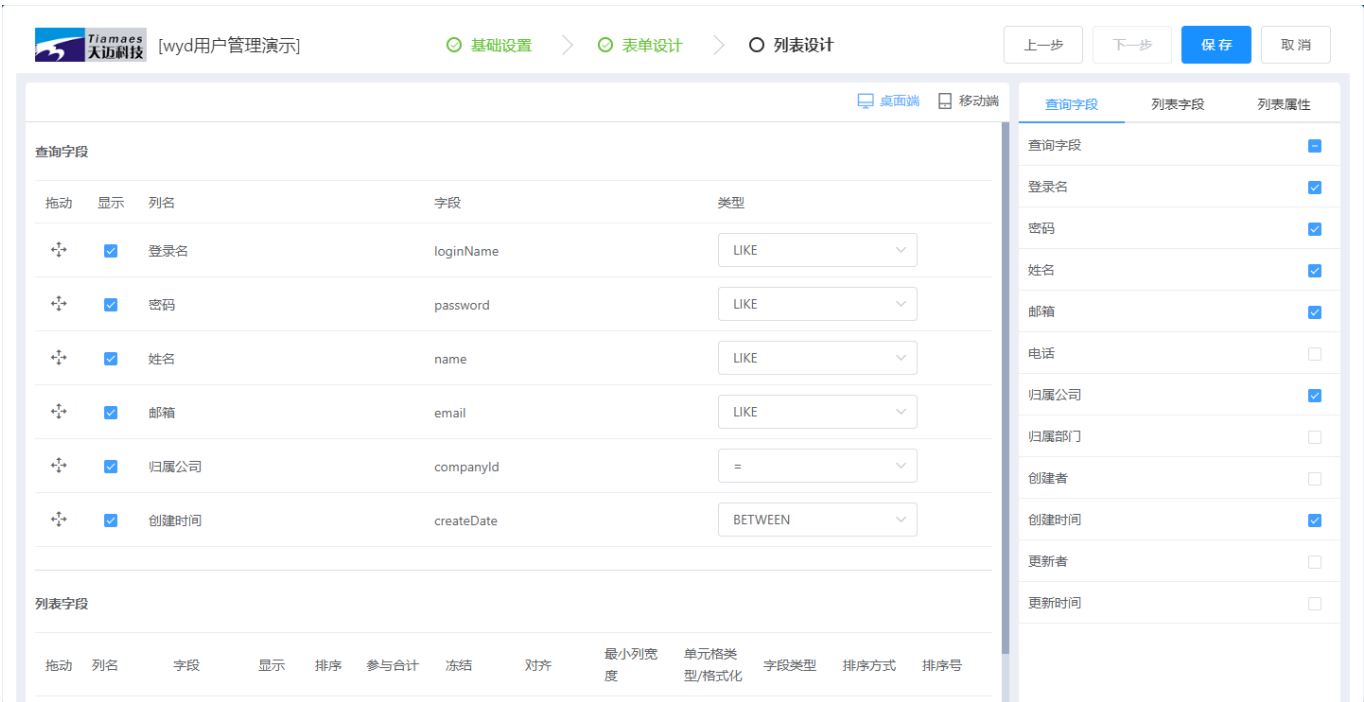 Tiamaes
天迈科技
[wyd用户管理演示]
基础设置
表单设计
列表设计
上一步
下一步
保存
取消
桌面端
移动端
查询字段
拖动 显示 列名 字段 类型
登录名 loginName LIKE
密码 password LIKE
姓名 name LIKE
邮箱 email LIKE
归属公司 companyId =
创建时间 createDate BETWEEN
列表字段
拖动 列名 字段 显示 排序 参与合计 冻结 对齐 最小列宽 单元格类 字段类型 排序方式 排序号
度 型/格式化
查询字段 列表字段 列表属性
查询字段
登录名
密码
姓名
邮箱
电话
归属公司
归属部门
创建者
创建时间
更新者
更新时间